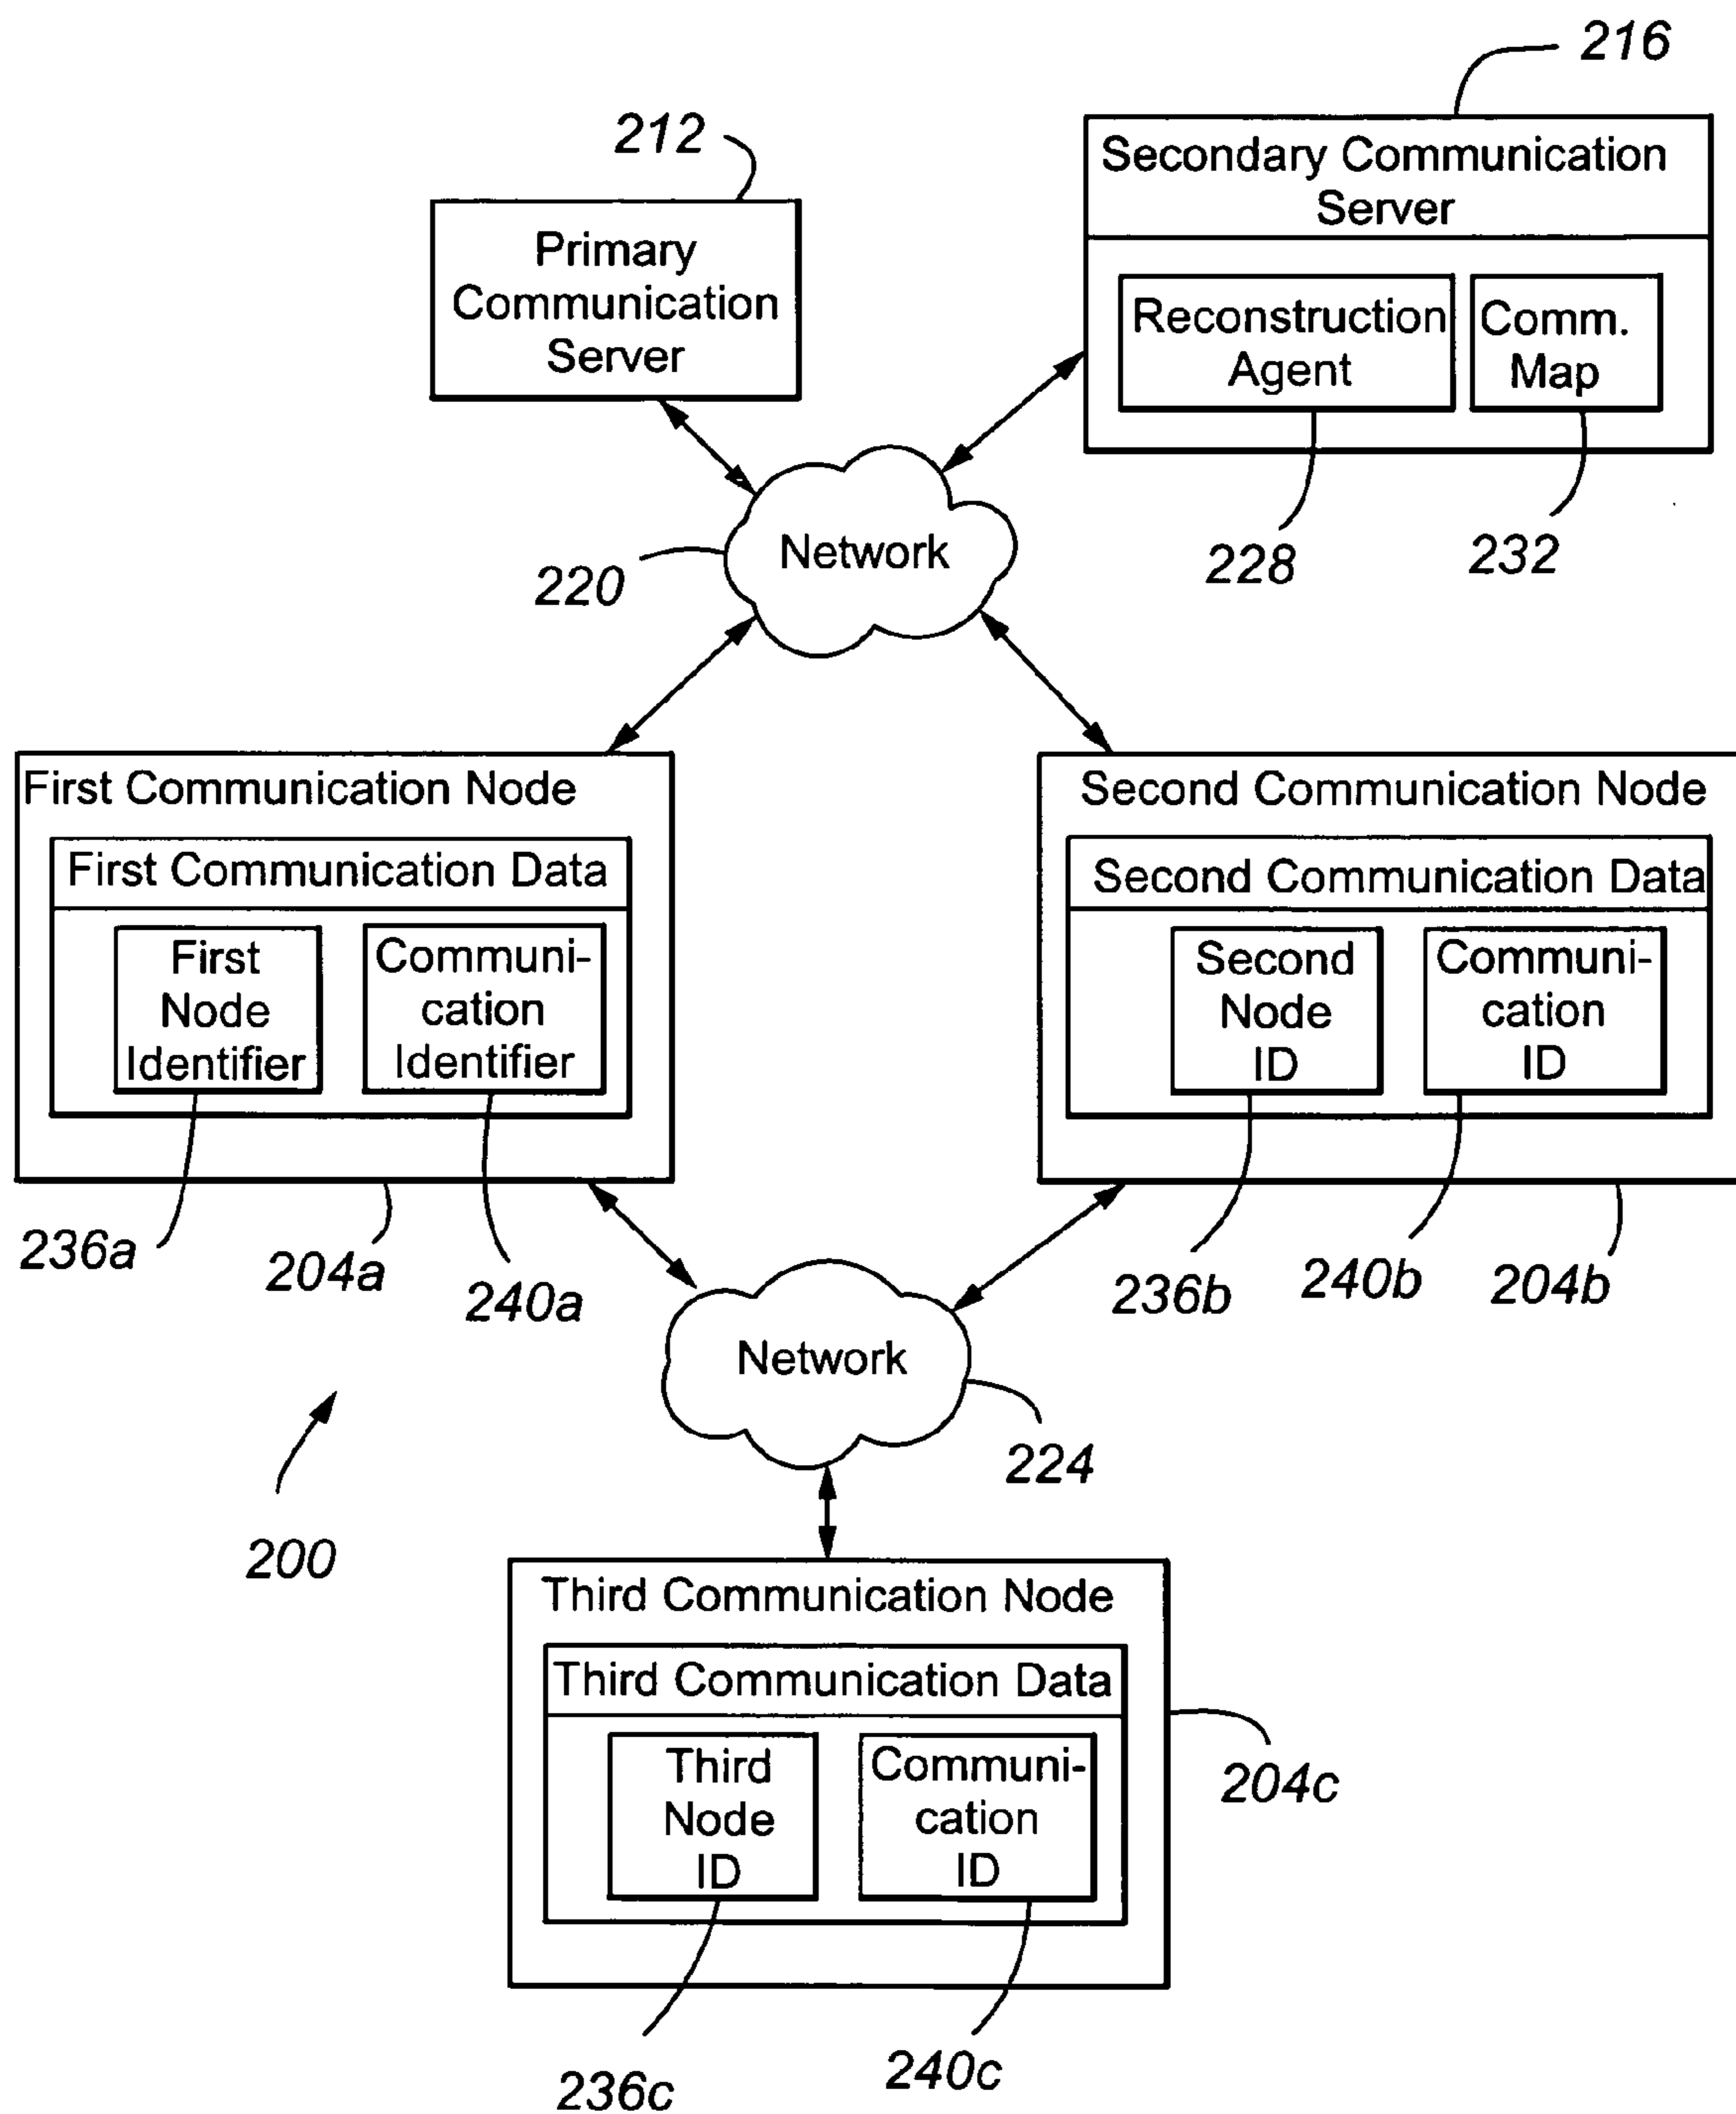 216
212
Secondary Communication
Server
Primary
Communication
Server
Reconstruction
Agent
Comm.
Map
Network
220
228
232
First Communication Node
First Communication Data
First
Node
Identifier
Communi-
cation
Identifier
Second Communication Node
Second Communication Data
Second
Node
ID
Communi-
cation
ID
236a
204a
240a
236b
240b
204b
Network
224
200
Third Communication Node
Third Communication Data
Third
Node
ID
Communi-
cation
ID
204c
236c
240c